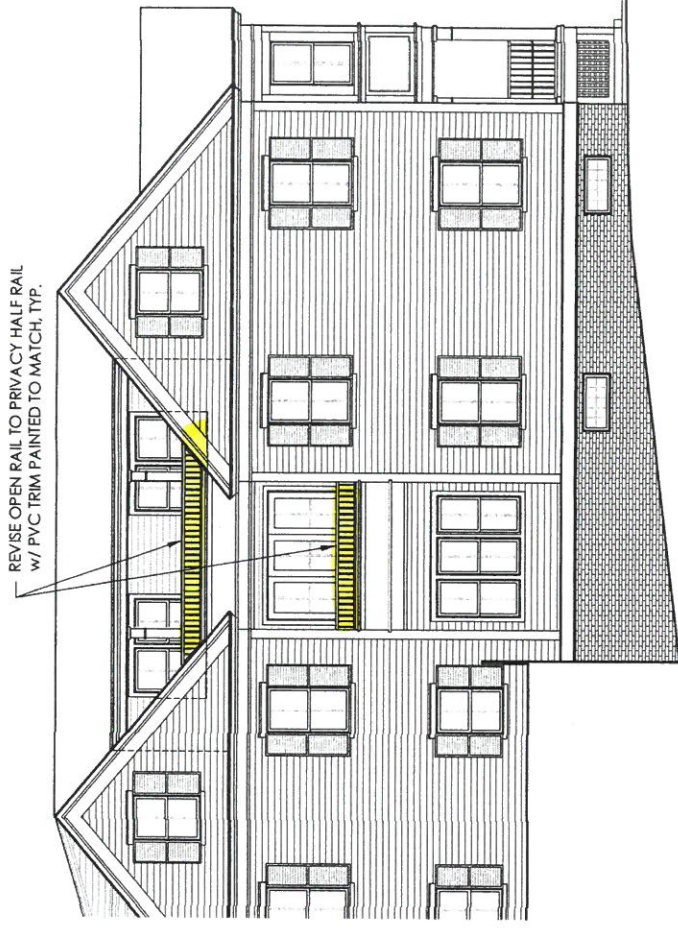 REVISE OPEN RAIL TO PRIVACY HALF RAIL
w/ PVC TRIM PAINTED TO MATCH, TYP.